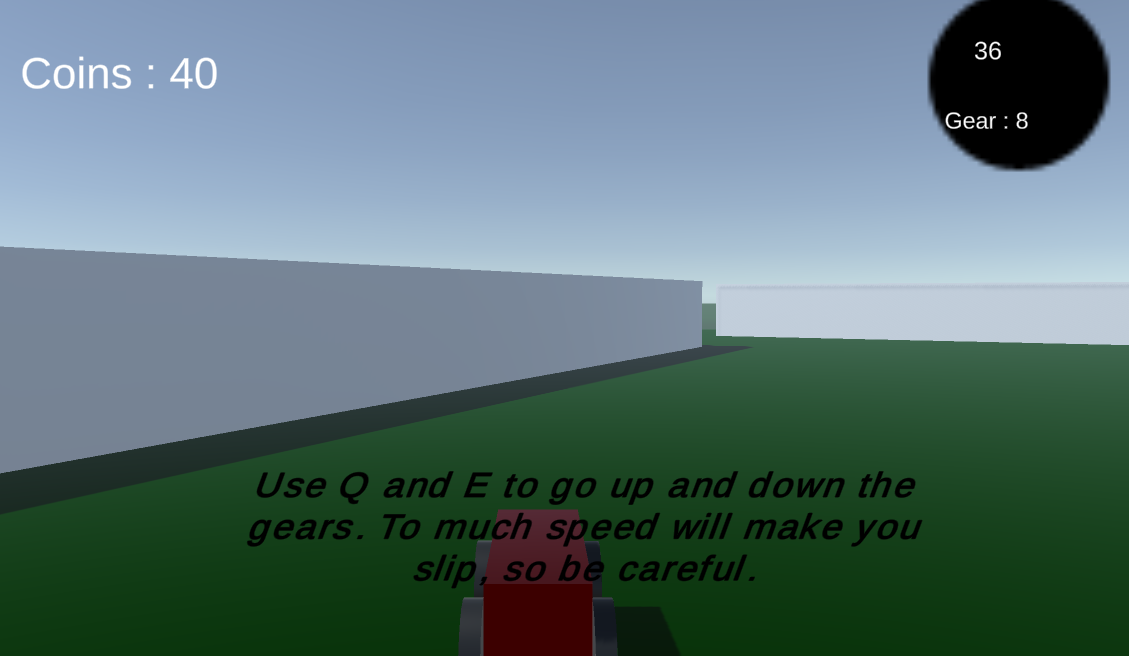 Coins : 40
36
Gear : 8
Use Q and E to go up and down the
gears. To much speed will make you
slip, so be careful.